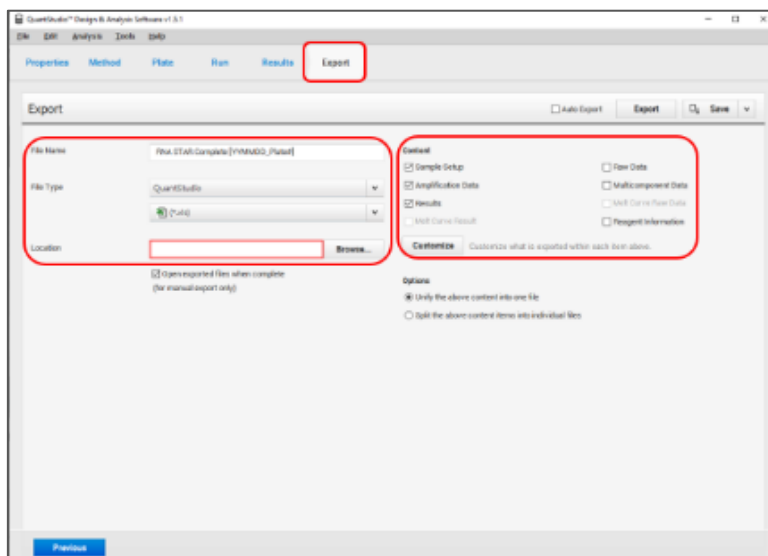 QuantStudio™ Design & Analysis Software v1.5.1
File Edit Analysis Tools Help
Properties Method Plate Run Results Export
Export
Auto Export Export Save
File Name
RNA STAR Complete [YYMMDD_Plate#]
File Type
QuantStudio
(*.xls)
Location
Browse...
Open exported files when complete
(for manual export only)
Content
Sample Setup Raw Data
Amplification Data Multicomponent Data
Results Melt Curve Raw Data
Melt Curve Result Reagent Information
Customize Customize what is exported within each item above.
Options
Unify the above content into one file
Split the above content items into individual files
Previous